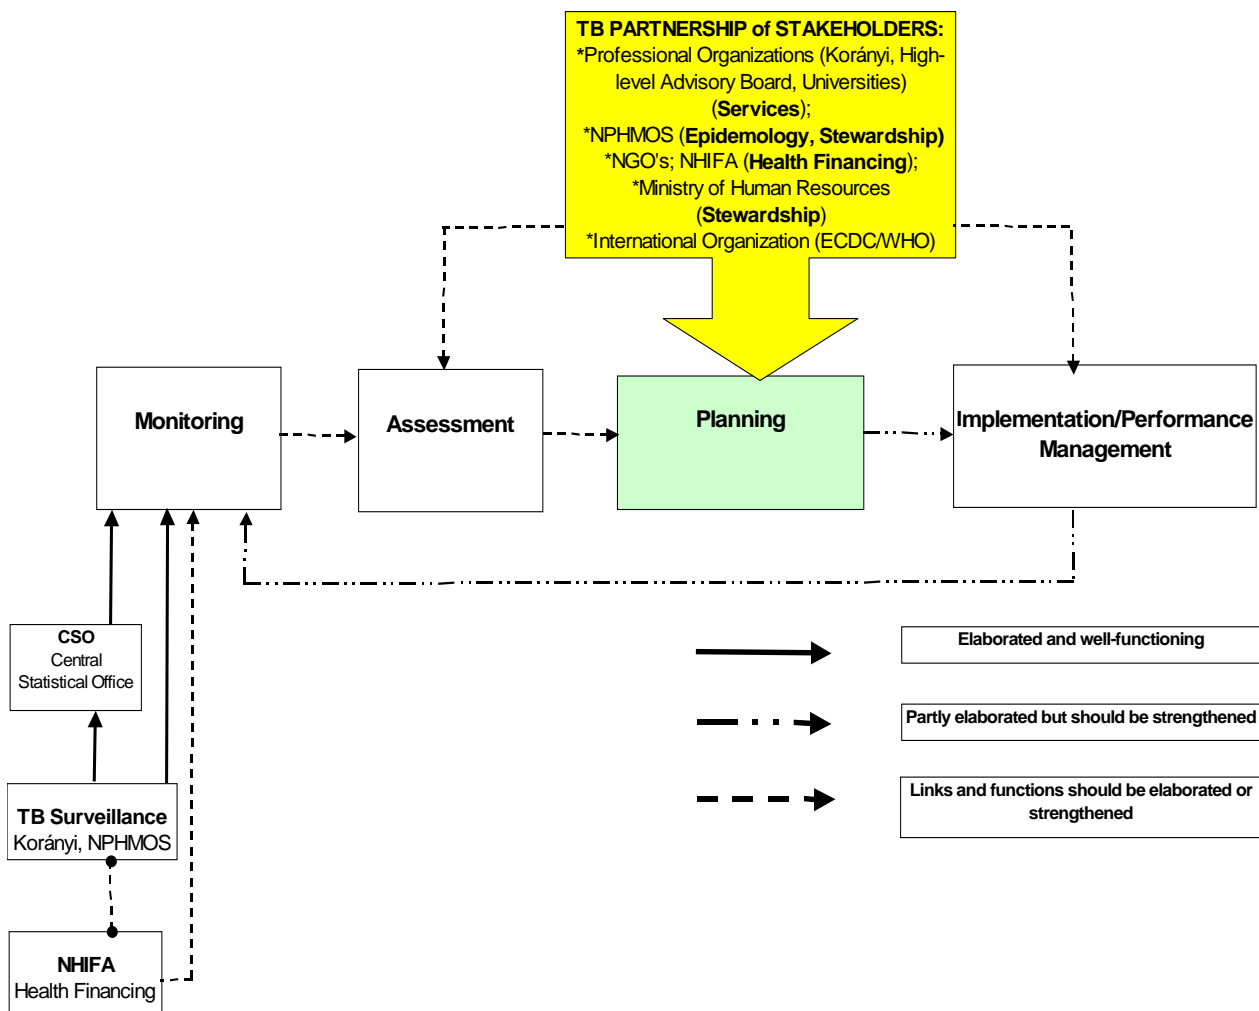 TB PARTNERSHIP of STAKEHOLDERS:
*Professional Organizations (Korányi, High-
level Advisory Board, Universities)
(Services);
*NPHMOS (Epidemology, Stewardship)
*NGO's; NHIFA (Health Financing);
*Ministry of Human Resources
(Stewardship)
*International Organization (ECDC/WHO)
Monitoring
Assessment
Planning
Implementation/Performance
Management
CSO
Central
Statistical Office
TB Surveillance
Korányi, NPHMOS
NHIFA
Health Financing
Elaborated and well-functioning
Partly elaborated but should be strengthened
Links and functions should be elaborated or
strengthened